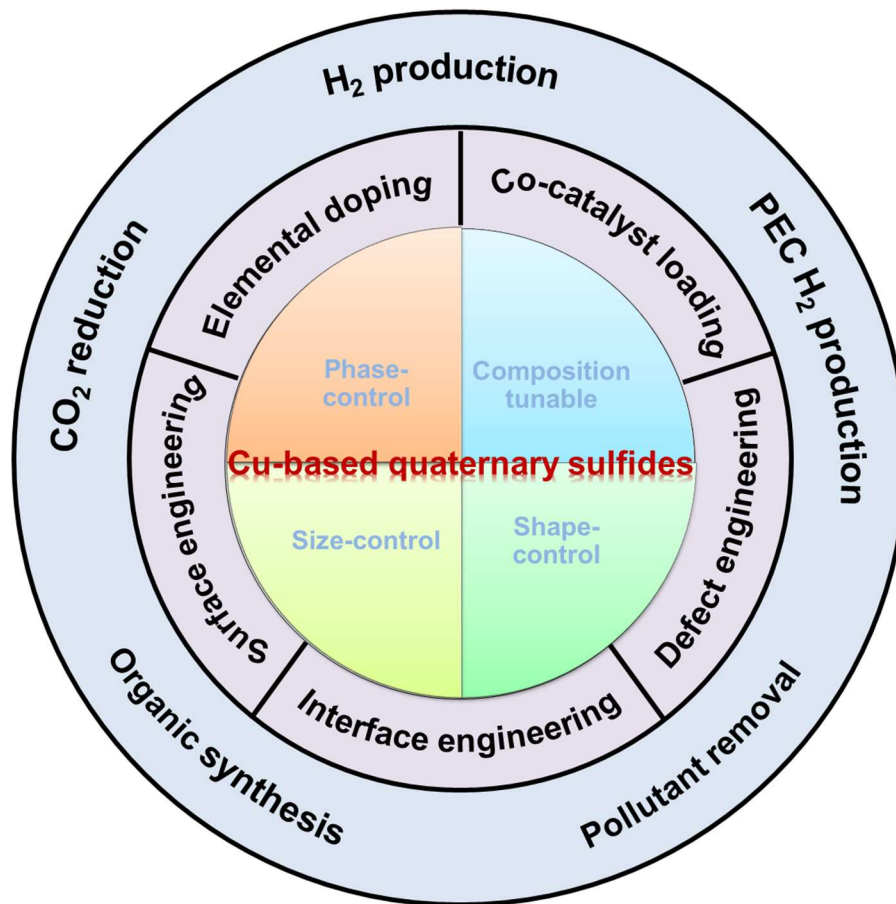 H₂ production
PEC H₂ production
Pollutant removal
Organic synthesis
CO₂ reduction
Elemental doping
Co-catalyst loading
Defect engineering
Interface engineering
Surface engineering
Phase-
control
Composition
tunable
Cu-based quaternary sulfides
Size-control
Shape-
control